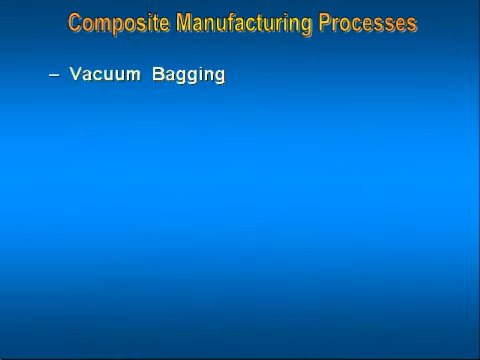 Composite Manufacturing Processes
– Vacuum Bagging